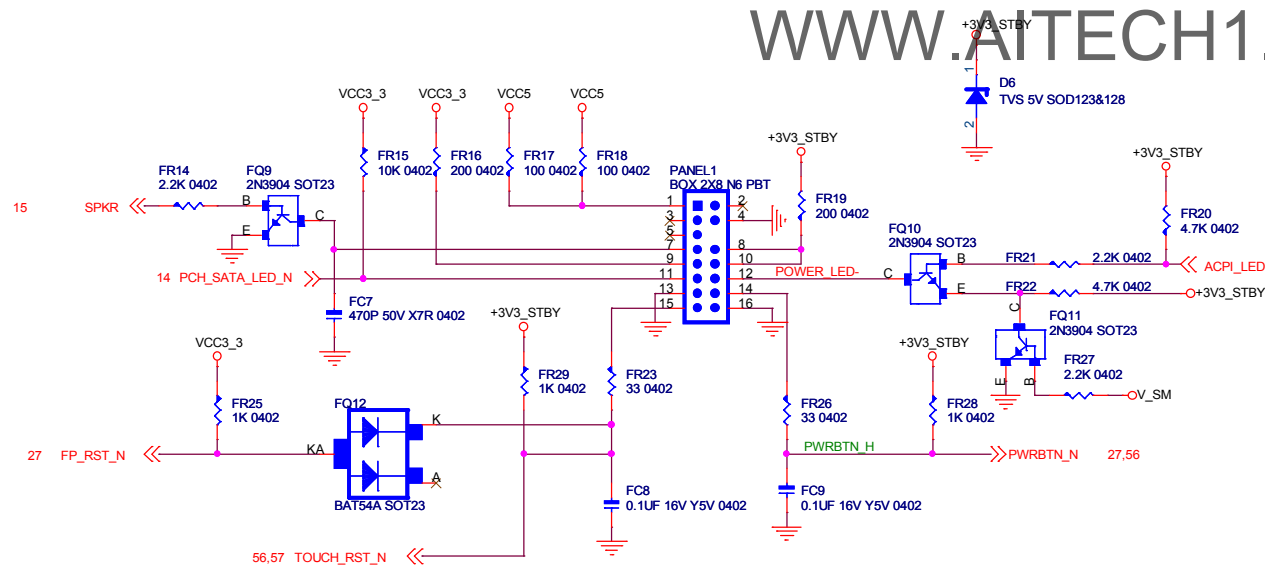 WWW.AITECH1.
+3V3_STBY
1
D6
TVS 5V SOD123&128
2
VCC3_3
VCC3_3
VCC5
VCC5
+3V3_STBY
+3V3_STBY
FR14
2.2K 0402
FQ9
2N3904 SOT23
FR15
10K 0402
FR16
200 0402
FR17
100 0402
FR18
100 0402
PANEL1
BOX 2X8 N6 PBT
FR19
200 0402
FR20
4.7K 0402
15 SPKR
B
C
E
1
2
3
4
5
7
8
9
10
11
12
13
14
15
16
FQ10
2N3904 SOT23
14 PCH_SATA_LED_N
POWER_LED-
C
B
E
FR21
2.2K 0402
ACPI_LED
FR22
4.7K 0402
+3V3_STBY
FC7
470P 50V X7R 0402
C
FQ11
2N3904 SOT23
E
B
FR27
2.2K 0402
V_SM
VCC3_3
+3V3_STBY
+3V3_STBY
FR25
1K 0402
FQ12
FR29
1K 0402
FR23
33 0402
FR26
33 0402
FR28
1K 0402
K
KA
A
BAT54A SOT23
27 FP_RST_N
PWRBTN_H
PWRBTN_N 27,56
FC8
0.1UF 16V Y5V 0402
FC9
0.1UF 16V Y5V 0402
56,57 TOUCH_RST_N